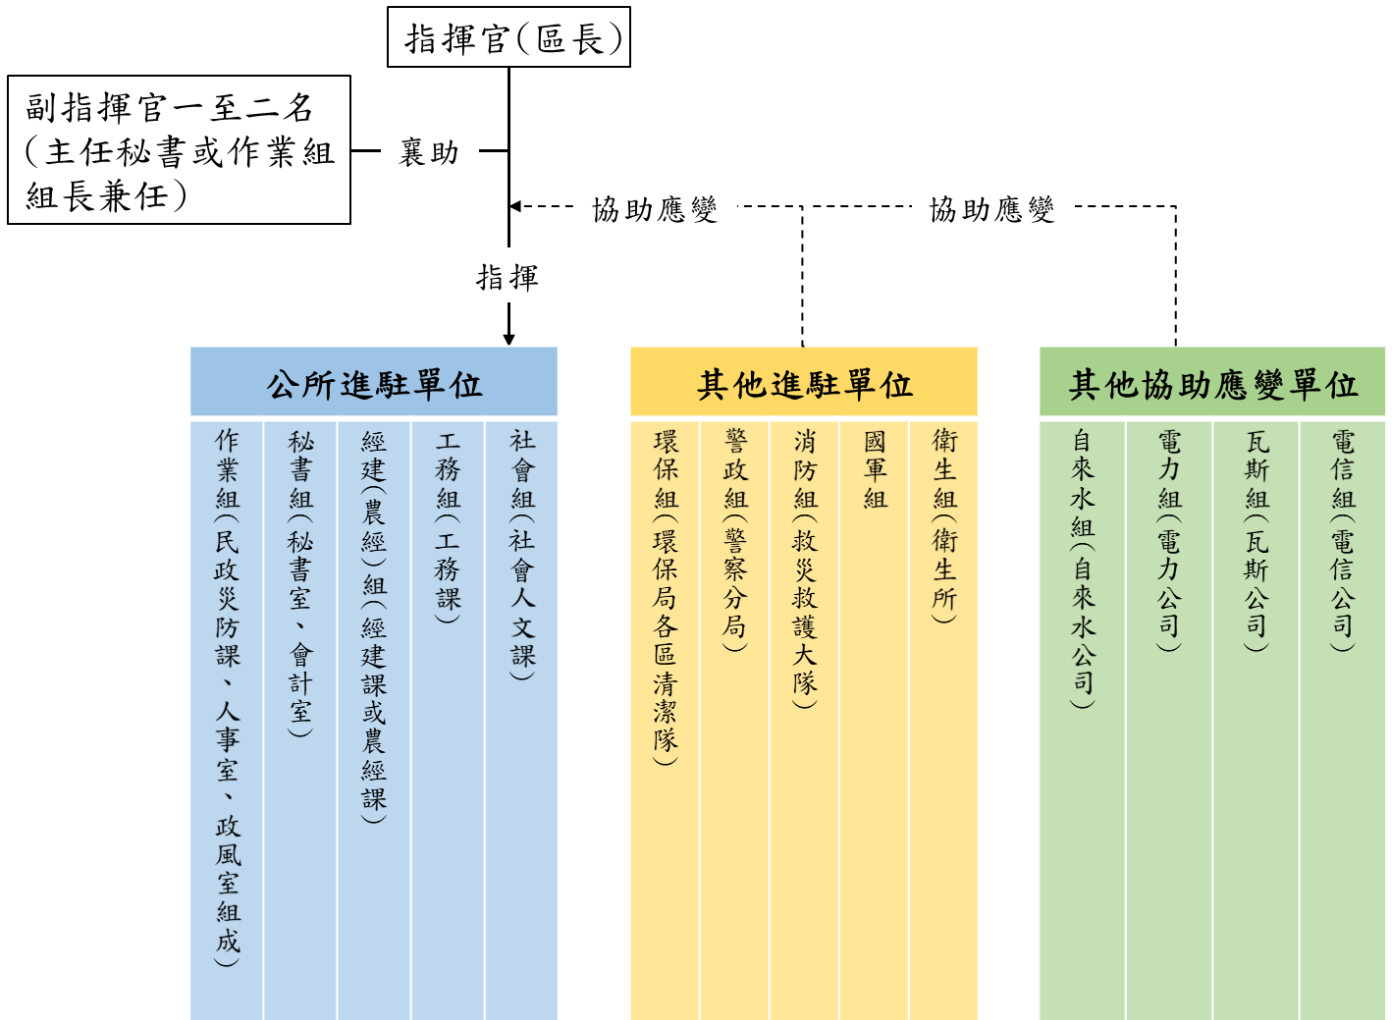 指揮官(區長)
副指揮官一至二名
(主任秘書或作業組
組長兼任)
襄助
協助應變
協助應變
指揮
公所進駐單位
作業組(民政災防課、人事室、政風室組成)
秘書組(秘書室、會計室)
經建(農經)組(經建課或農經課)
工務組(工務課)
社會組(社會人文課)
其他進駐單位
環保組(環保局各區清潔隊)
警政組(警察分局)
消防組(救災救護大隊)
國軍組
衛生組(衛生所)
其他協助應變單位
自來水組(自來水公司)
電力組(電力公司)
瓦斯組(瓦斯公司)
電信組(電信公司)